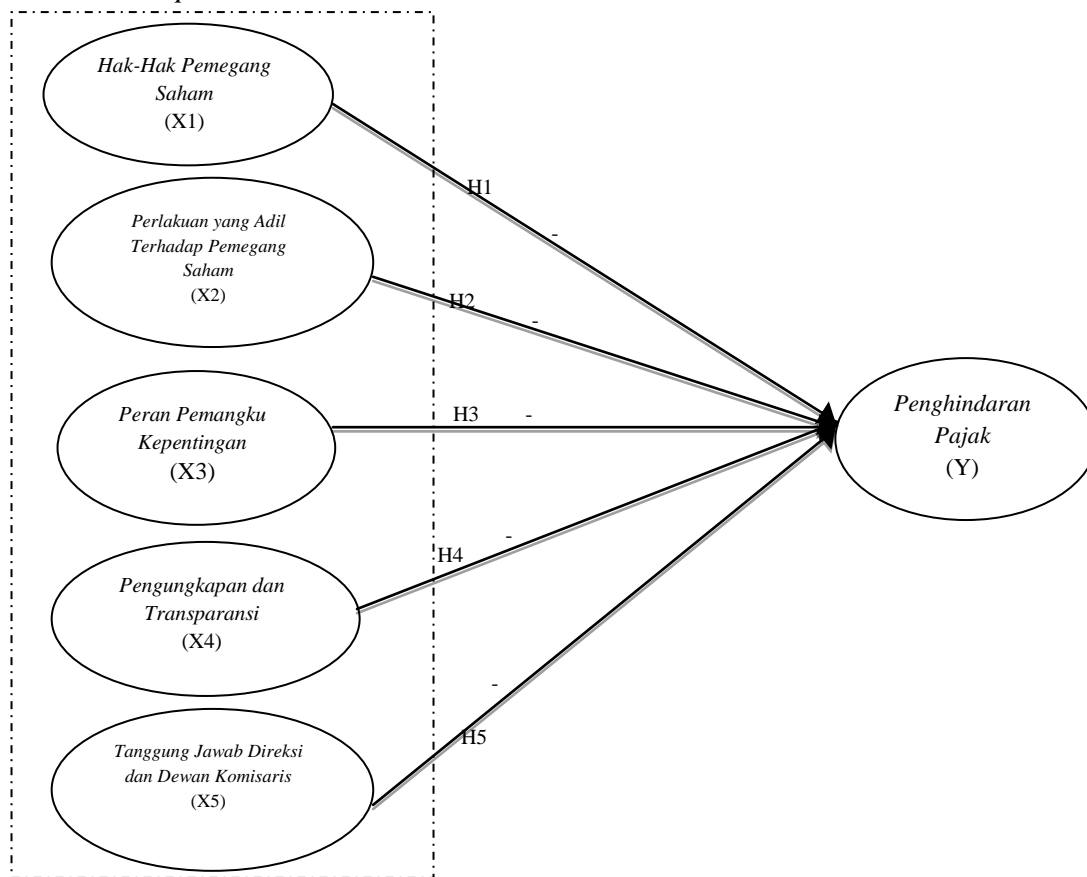 Hak-Hak Pemegang
Saham
(X1)
H1
-
Perlakuan yang Adil
Terhadap Pemegang
Saham
(X2)
H2
-
Peran Pemangku
Kepentingan
(X3)
H3
-
Penghindaran
Pajak
(Y)
Pengungkapan dan
Transparansi
(X4)
H4
-
Tanggung Jawab Direksi
dan Dewan Komisaris
(X5)
H5
-